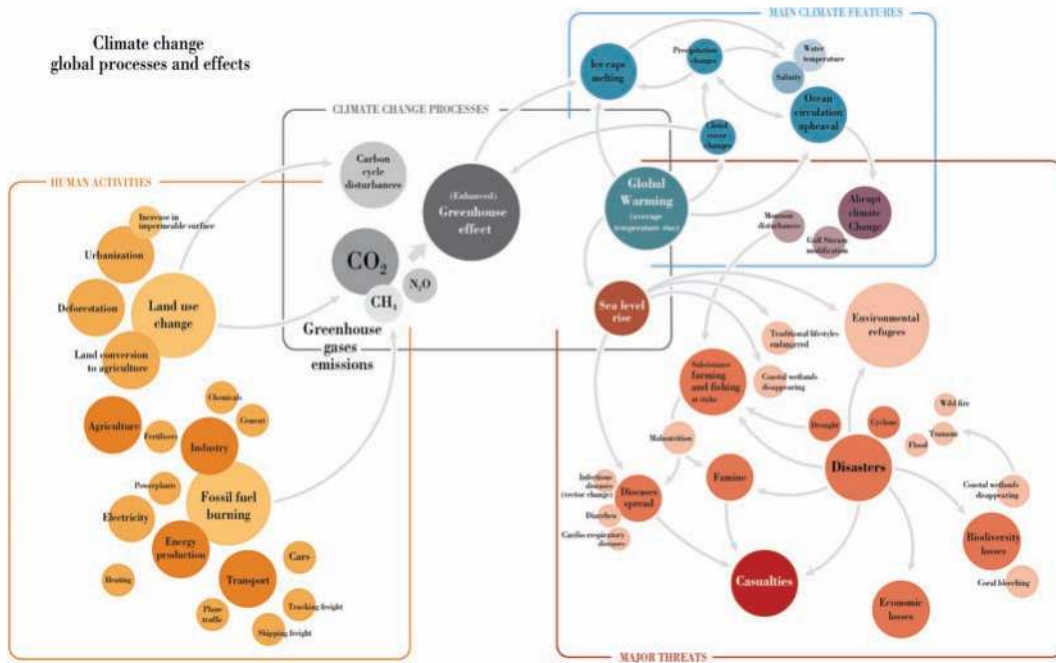 Climate change
global processes and effects
MAIN CLIMATE FEATURES
Ice caps
melting
Precipitation
changes
Water
temperature
Salinity
Ocean
circulation
upheaval
Cloud
cover
changes
CLIMATE CHANGE PROCESSES
Carbon
cycle
disturbances
(Enhanced)
Greenhouse
effect
Global
Warming
(average
temperature rise)
Abrupt
climate
Change
Monsoon
disturbances
Gulf Stream
modification
CO₂
N₂O
CH₄
Greenhouse
gases
emissions
Sea level
rise
HUMAN ACTIVITIES
Increase in
impermeable surface
Urbanization
Deforestation
Land use
change
Land conversion
to agriculture
Chemicals
Cement
Agriculture
Fertilizers
Industry
Powerplants
Fossil fuel
burning
Electricity
Energy
production
Cars
Heating
Transport
Plane
traffic
Trucking freight
Shipping freight
Environmental
refugees
Traditional lifestyles
endangered
Coastal wetlands
disappearing
farming
and fishing
at stake
Malnutrition
Drought
Cyclone
Wild fire
Flood
Disasters
Infectious
diseases
(vector change)
Diseases
spread
Famine
Coastal wetlands
disappearing
Diarrhea
Cardio-respiratory
diseases
Biodiversity
losses
Coral bleeching
Casualties
Economic
losses
MAJOR THREATS